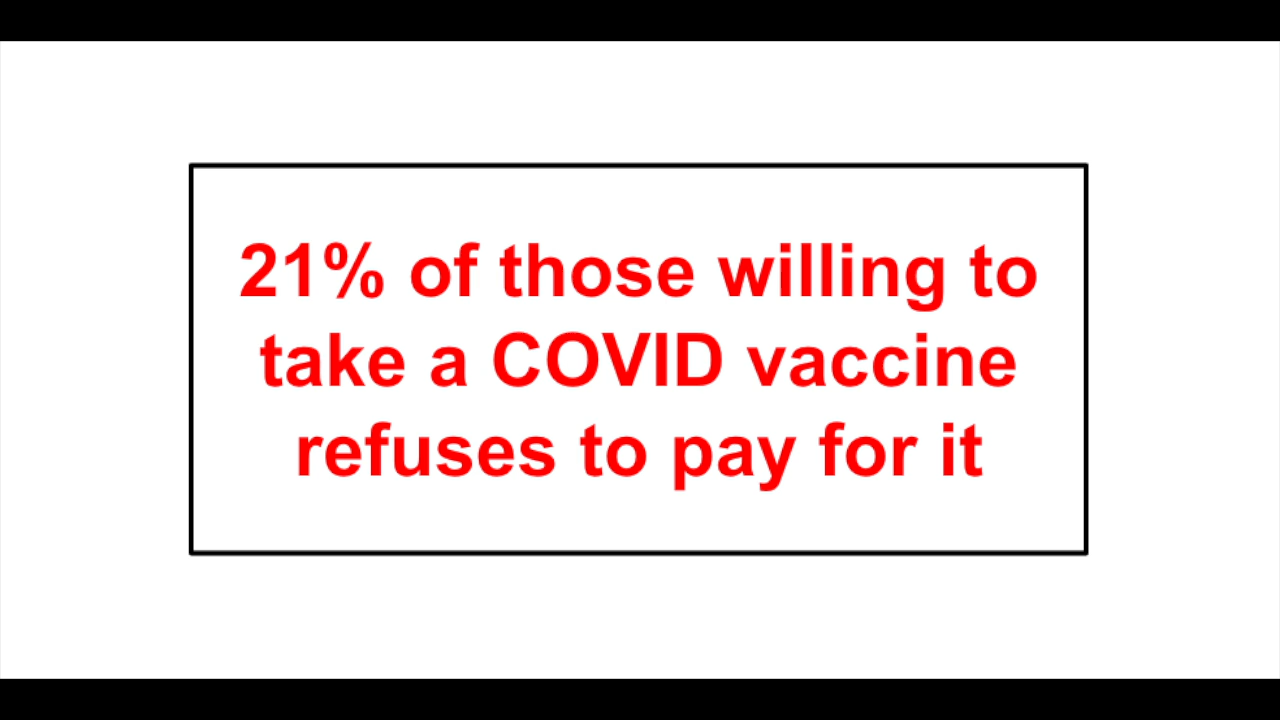 21% of those willing to
take a COVID vaccine
refuses to pay for it